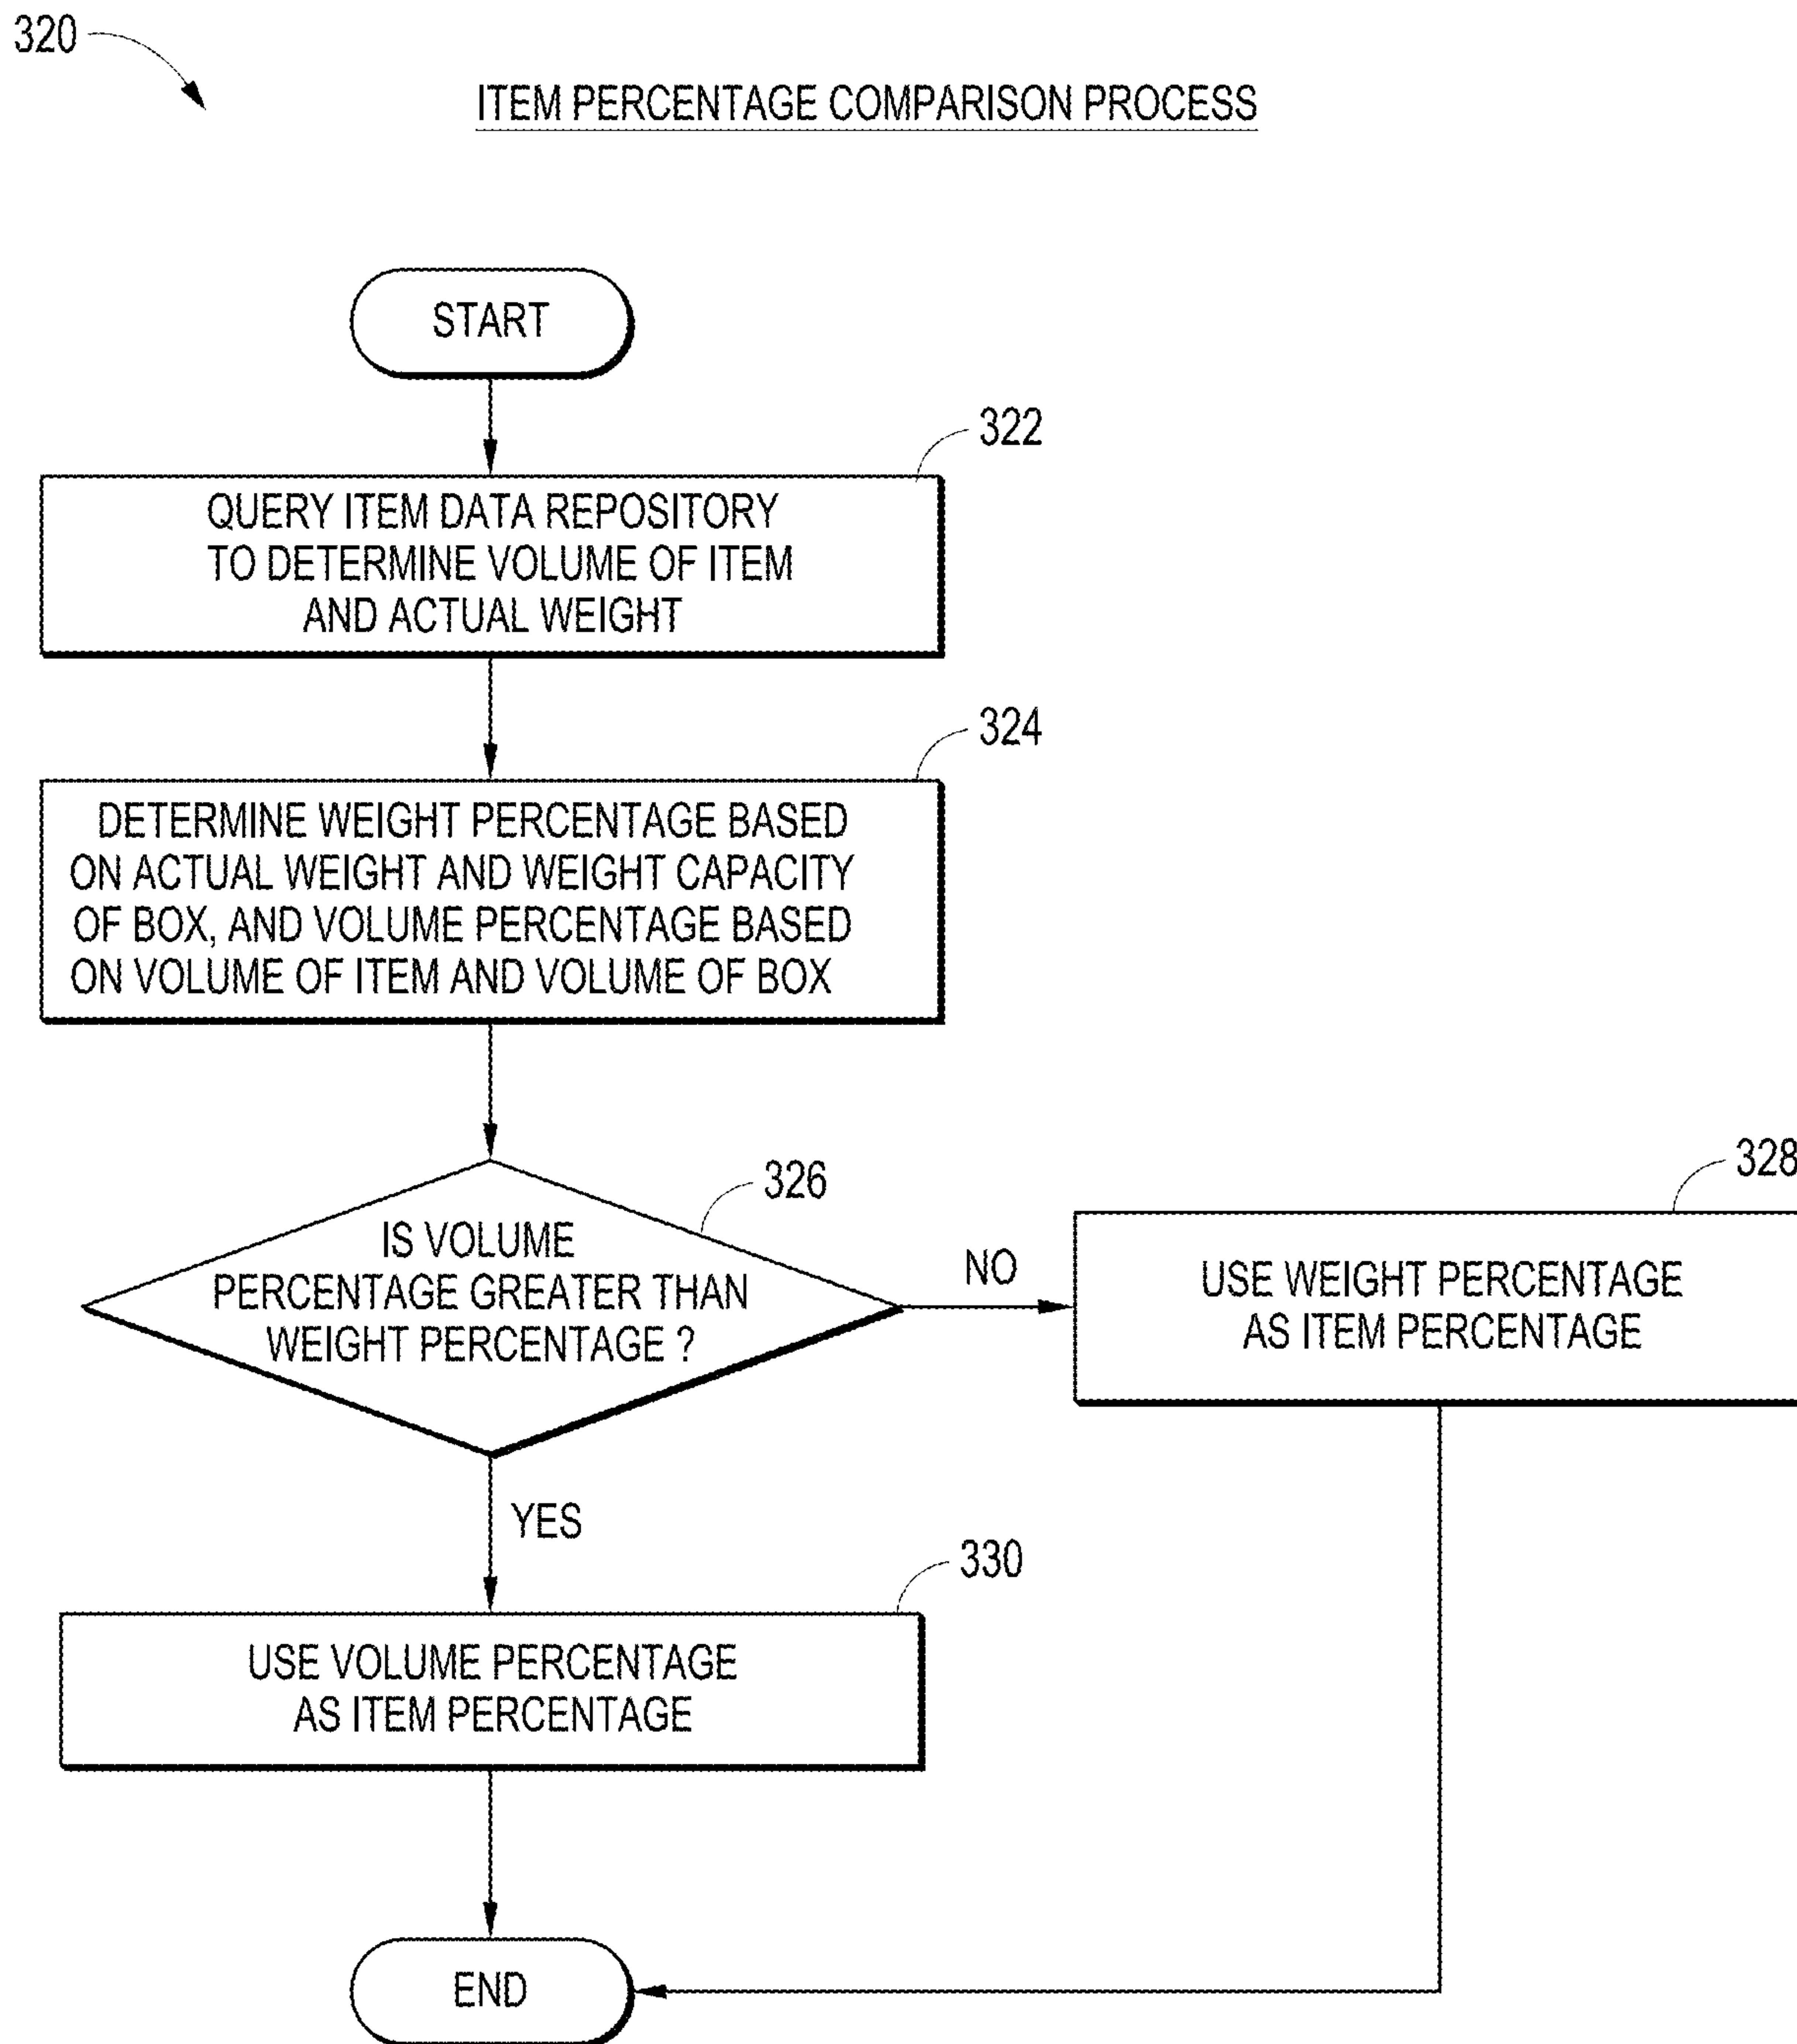 320
ITEM PERCENTAGE COMPARISON PROCESS
START
322
QUERY ITEM DATA REPOSITORY
TO DETERMINE VOLUME OF ITEM
AND ACTUAL WEIGHT
324
DETERMINE WEIGHT PERCENTAGE BASED
ON ACTUAL WEIGHT AND WEIGHT CAPACITY
OF BOX, AND VOLUME PERCENTAGE BASED
ON VOLUME OF ITEM AND VOLUME OF BOX
326
IS VOLUME
PERCENTAGE GREATER THAN
WEIGHT PERCENTAGE ?
NO
328
USE WEIGHT PERCENTAGE
AS ITEM PERCENTAGE
YES
330
USE VOLUME PERCENTAGE
AS ITEM PERCENTAGE
END